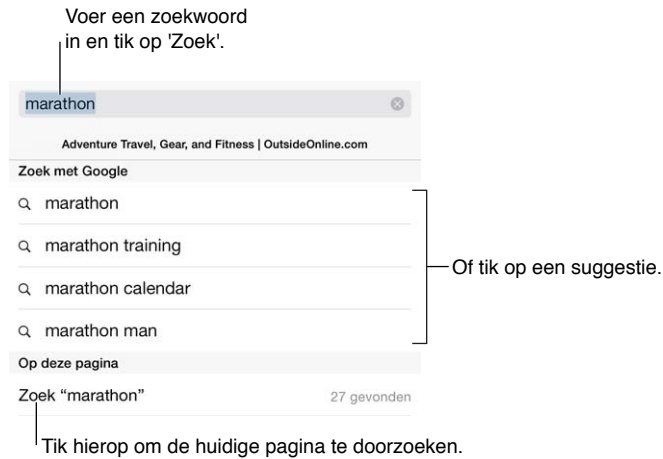 Voer een zoekwoord
in en tik op 'Zoek'.
marathon
Adventure Travel, Gear, and Fitness | OutsideOnline.com
Zoek met Google
marathon
marathon training
marathon calendar
marathon man
Of tik op een suggestie.
Op deze pagina
Zoek “marathon” 27 gevonden
Tik hierop om de huidige pagina te doorzoeken.